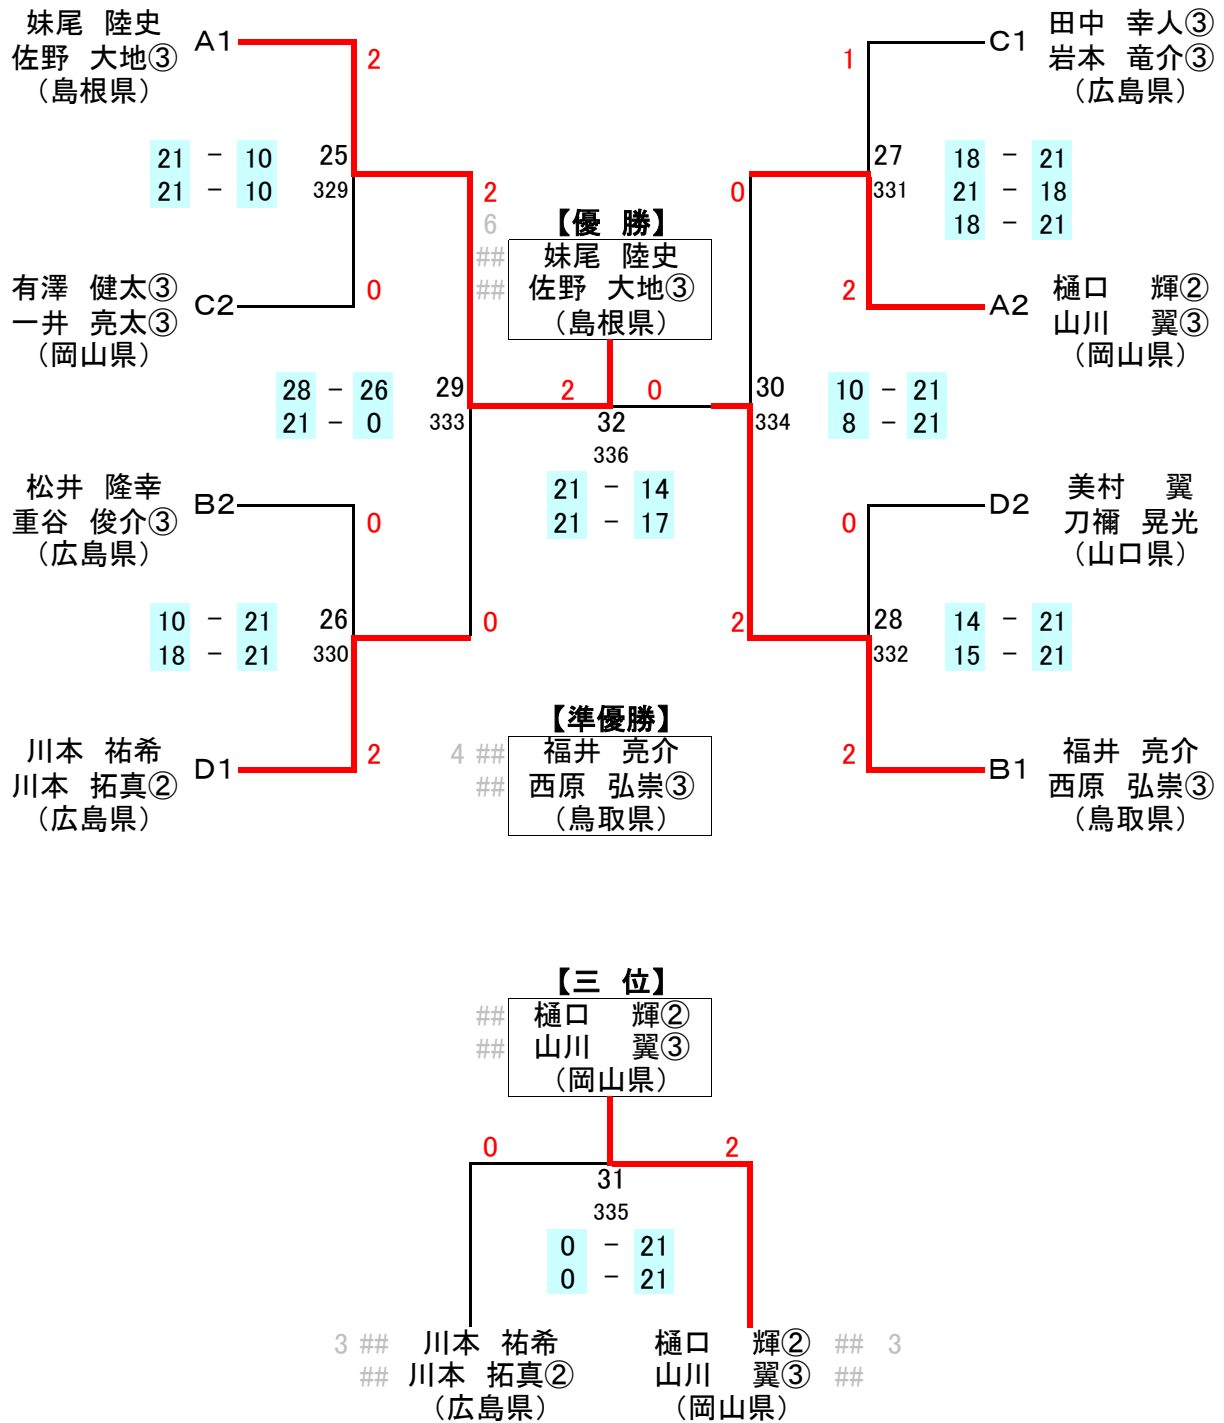 妹尾 陸史
佐野 大地③
（島根県）
A1
2
21 - 10
21 - 10
25
329
有澤 健太③
一井 亮太③
（岡山県）
C2
0
2
28 - 26
21 - 0
29
333
松井 隆幸
重谷 俊介③
（広島県）
B2
0
10 - 21
18 - 21
26
330
0
川本 祐希
川本 拓真②
（広島県）
D1
2
6
##
##
【優 勝】
妹尾 陸史
佐野 大地③
（島根県）
2
0
32
336
21 - 14
21 - 17
【準優勝】
4 ##
##
福井 亮介
西原 弘崇③
（鳥取県）
田中 幸人③
岩本 竜介③
（広島県）
C1
1
27
331
18 - 21
21 - 18
18 - 21
0
2
A2
樋口 輝②
山川 翼③
（岡山県）
30
334
10 - 21
8 - 21
美村 翼
刀禰 晃光
（山口県）
D2
0
2
28
332
14 - 21
15 - 21
2
B1
福井 亮介
西原 弘崇③
（鳥取県）
【三 位】
##
##
樋口 輝②
山川 翼③
（岡山県）
0
2
31
335
0 - 21
0 - 21
3 ##
##
川本 祐希
川本 拓真②
（広島県）
樋口 輝②
山川 翼③
（岡山県）
## 3
##